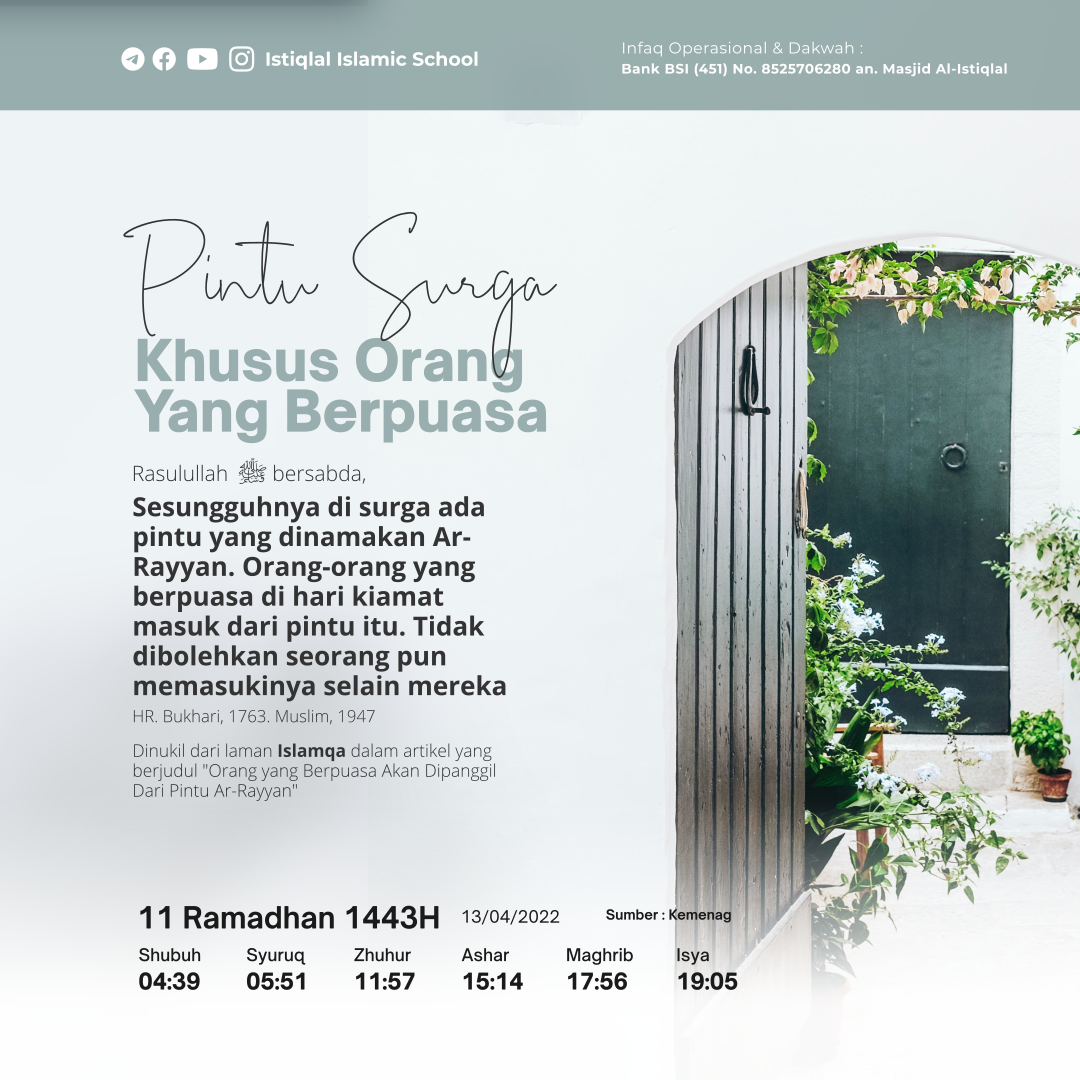 Istiqlal Islamic School
Infaq Operasional & Dakwah :
Bank BSI (451) No. 8525706280 an. Masjid Al-Istiqlal
Pintu Surga
Khusus Orang
Yang Berpuasa
Rasulullah ﷺ bersabda,
Sesungguhnya di surga ada
pintu yang dinamakan Ar-
Rayyan. Orang-orang yang
berpuasa di hari kiamat
masuk dari pintu itu. Tidak
dibolehkan seorang pun
memasukinya selain mereka
HR. Bukhari, 1763. Muslim, 1947
Dinukil dari laman Islamqa dalam artikel yang
berjudul "Orang yang Berpuasa Akan Dipanggil
Dari Pintu Ar-Rayyan"
11 Ramadhan 1443H 13/04/2022 Sumber : Kemenag
Shubuh Syuruq Zhuhur Ashar Maghrib Isya
04:39 05:51 11:57 15:14 17:56 19:05